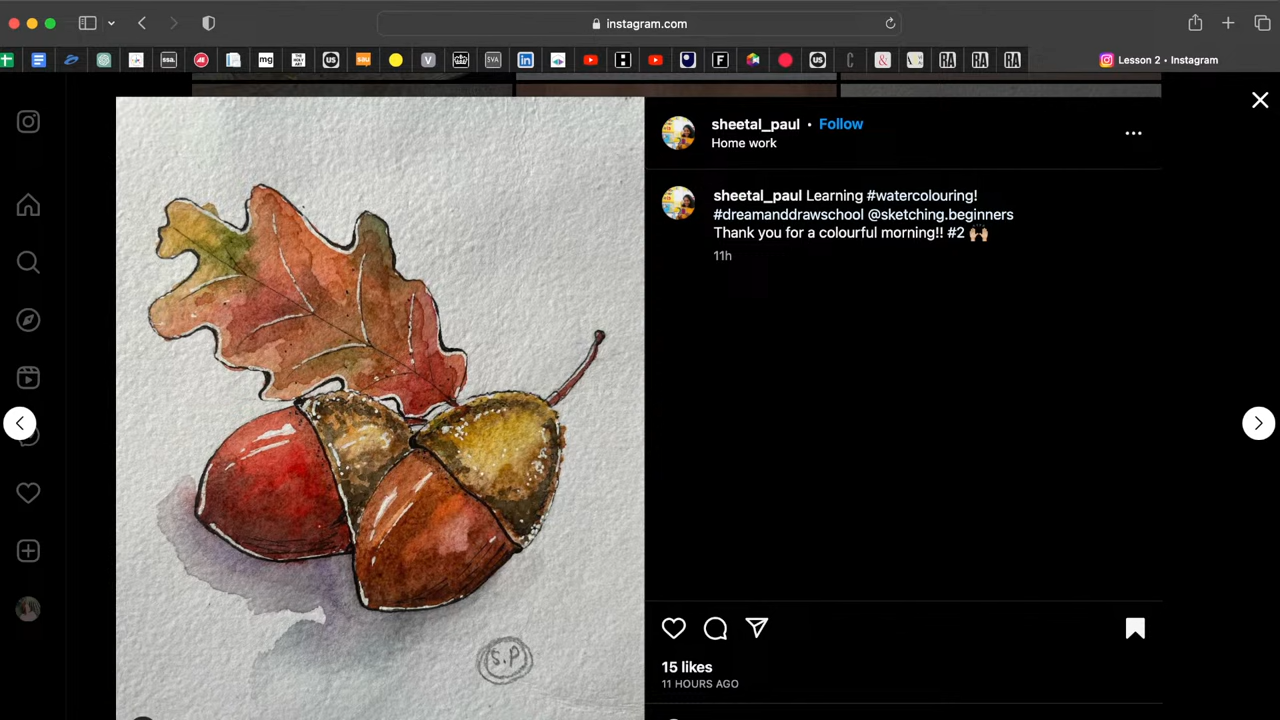 instagram.com
Lesson 2 • Instagram
sheetal_paul • Follow
Home work
sheetal_paul Learning #watercolouring!
#dreamanddrawschool @sketching.beginners
Thank you for a colourful morning!! #2 🙌🏼
11h
S.P
15 likes
11 HOURS AGO